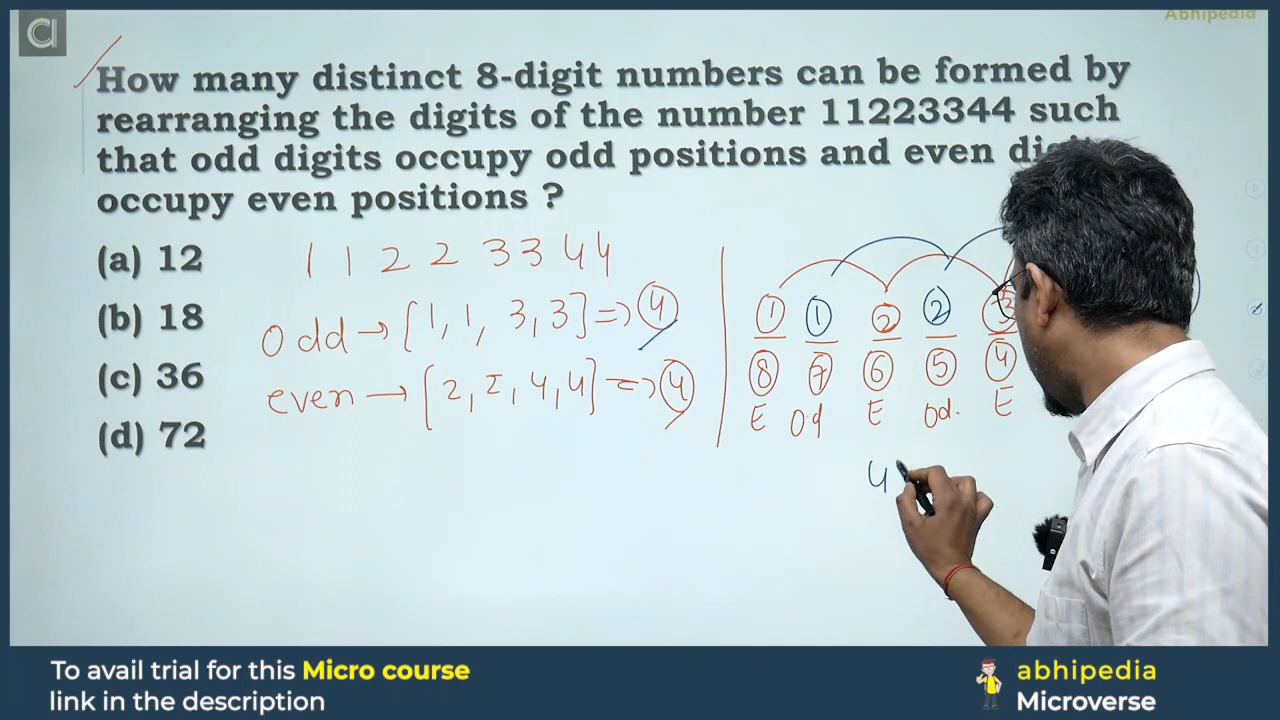 Abhipedia
How many distinct 8-digit numbers can be formed by
rearranging the digits of the number 11223344 such
that odd digits occupy odd positions and even
occupy even positions ?
(a) 12
(b) 18
(c) 36
(d) 72
1 1 2 2 3 3 4 4
odd → [1, 1, 3, 3] => 4
even → [2, 2, 4, 4] => 4
1 1 2 2 3
8 7 6 5 4
E Od E Od. E
4
To avail trial for this Micro course
link in the description
abhipedia
Microverse